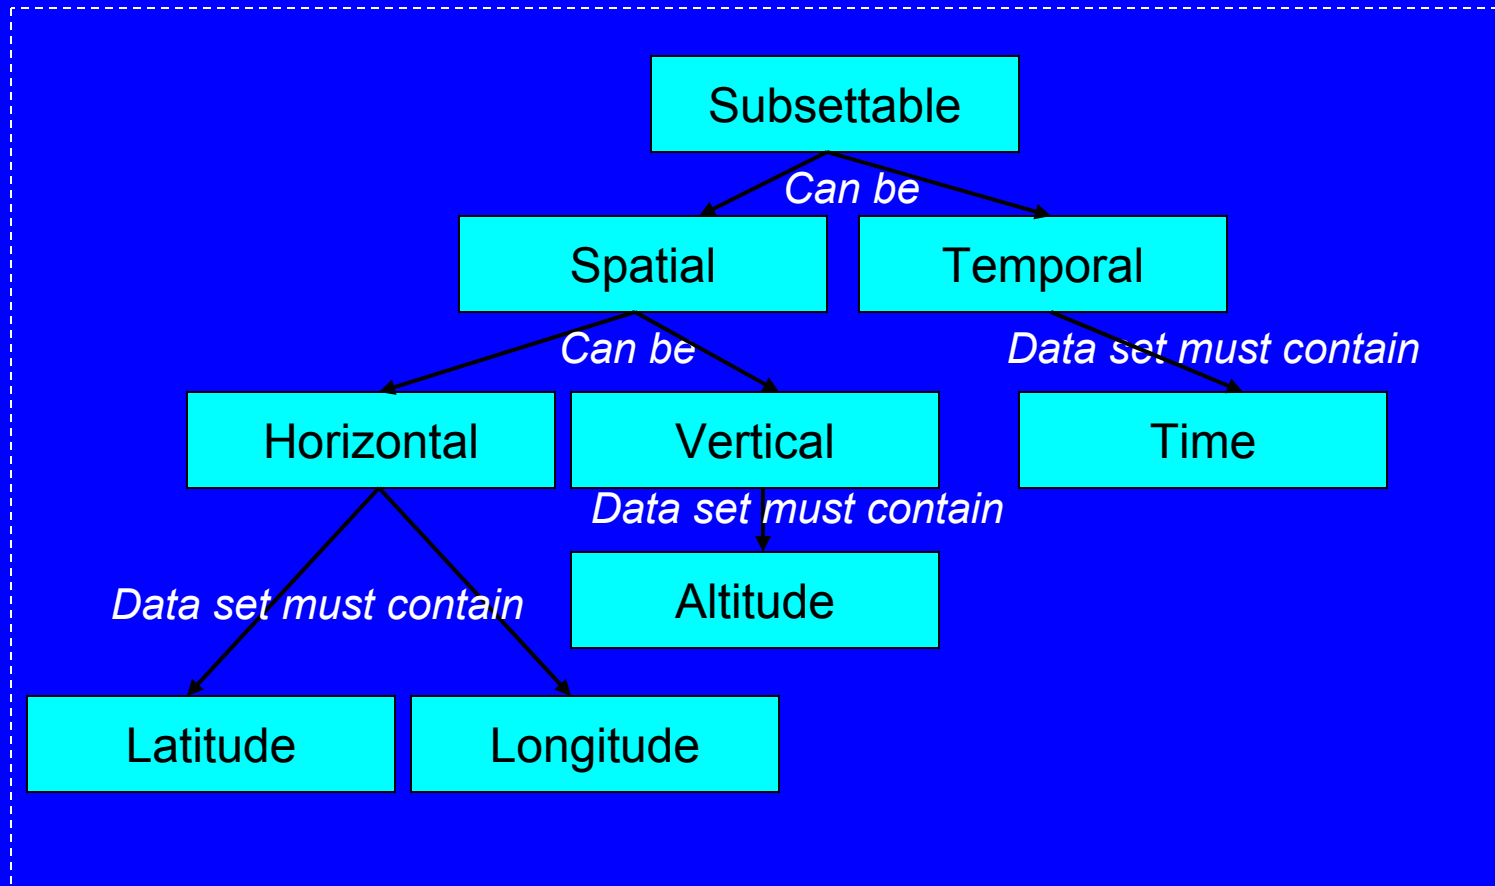 Subsettable
Can be
Spatial
Temporal
Can be
Data set must contain
Horizontal
Vertical
Time
Data set must contain
Altitude
Data set must contain
Latitude
Longitude